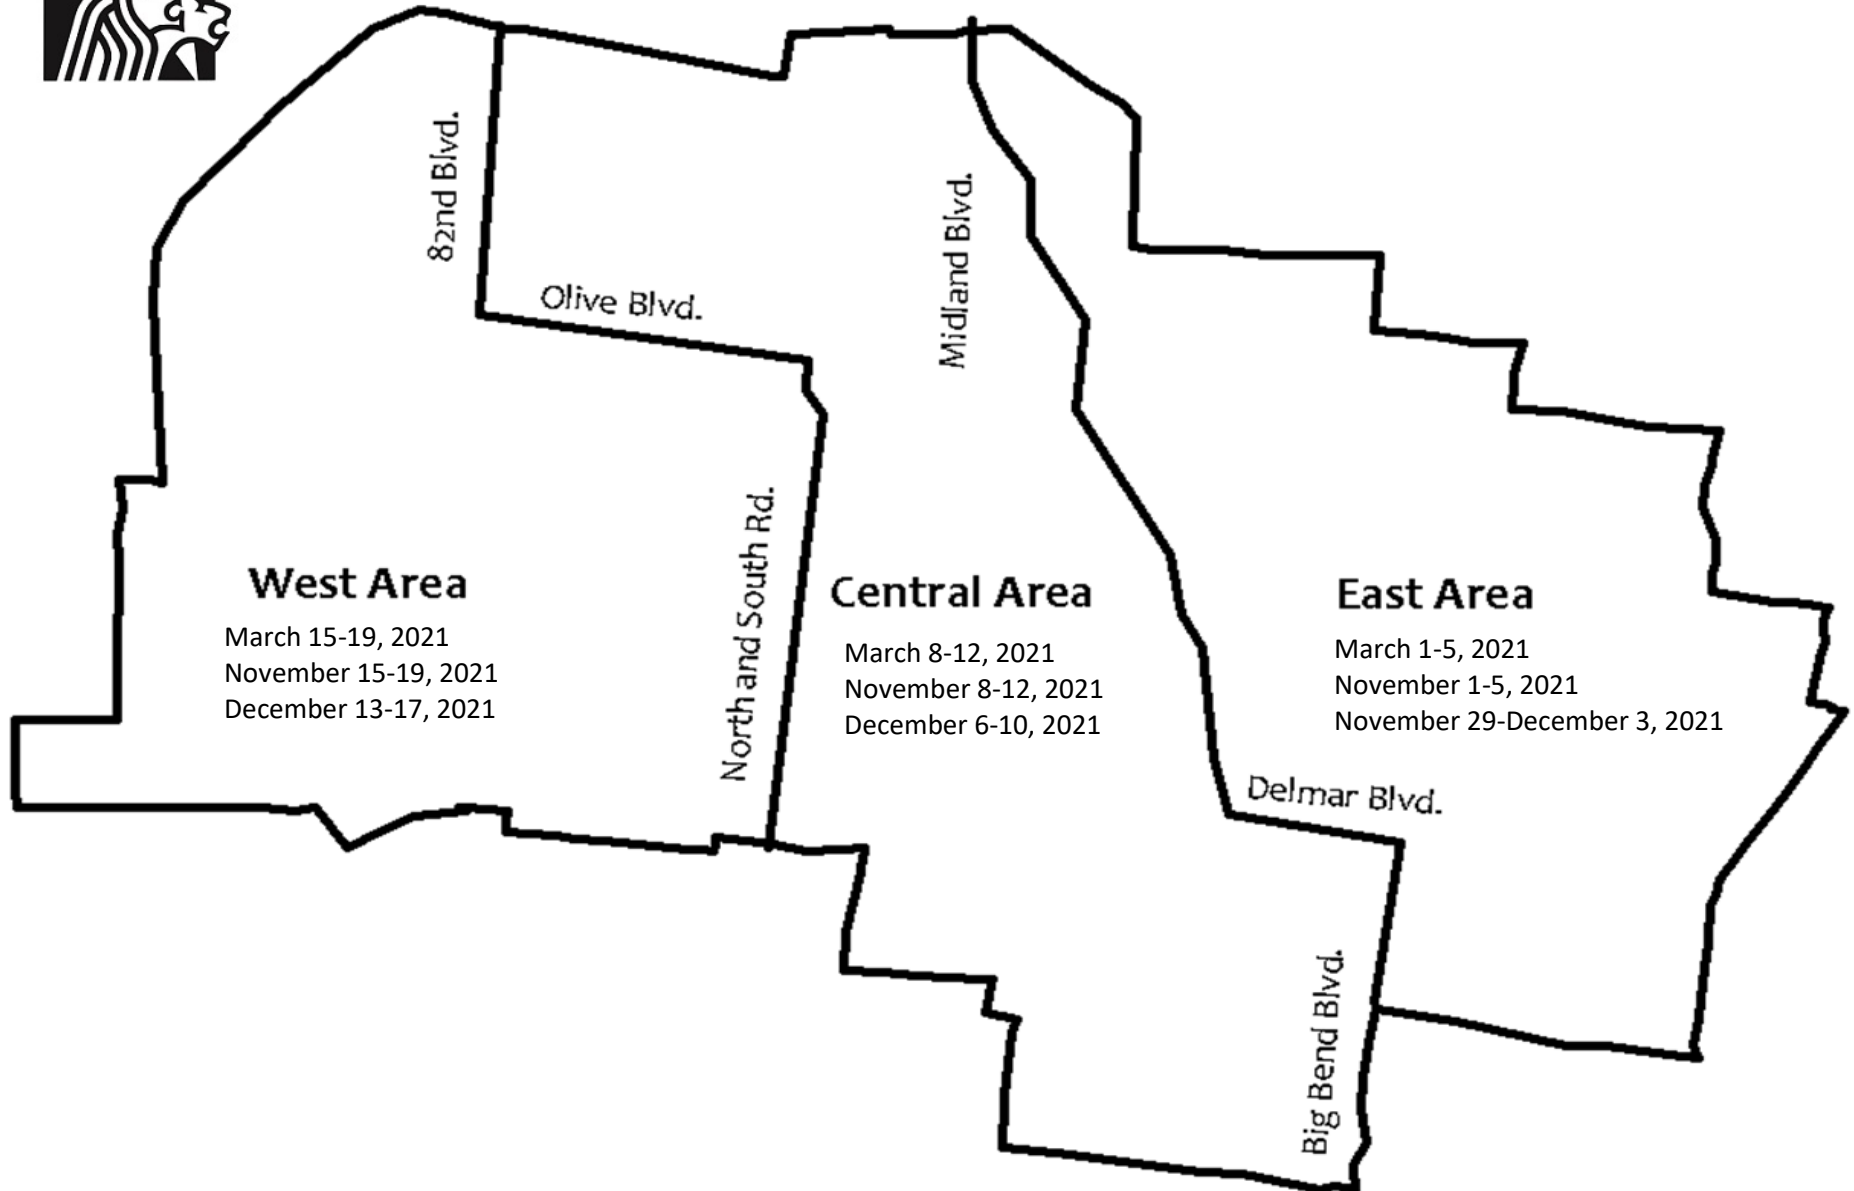 82nd Blvd.
Olive Blvd.
Midland Blvd.
North and South Rd.
West Area
March 15-19, 2021
November 15-19, 2021
December 13-17, 2021
Central Area
March 8-12, 2021
November 8-12, 2021
December 6-10, 2021
East Area
March 1-5, 2021
November 1-5, 2021
November 29-December 3, 2021
Delmar Blvd.
Big Bend Blvd.